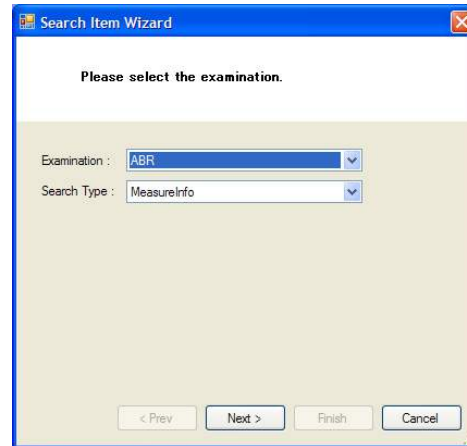 Search Item Wizard
Please select the examination.
Examination : ABR
Search Type : MeasureInfo
< Prev Next > Finish Cancel